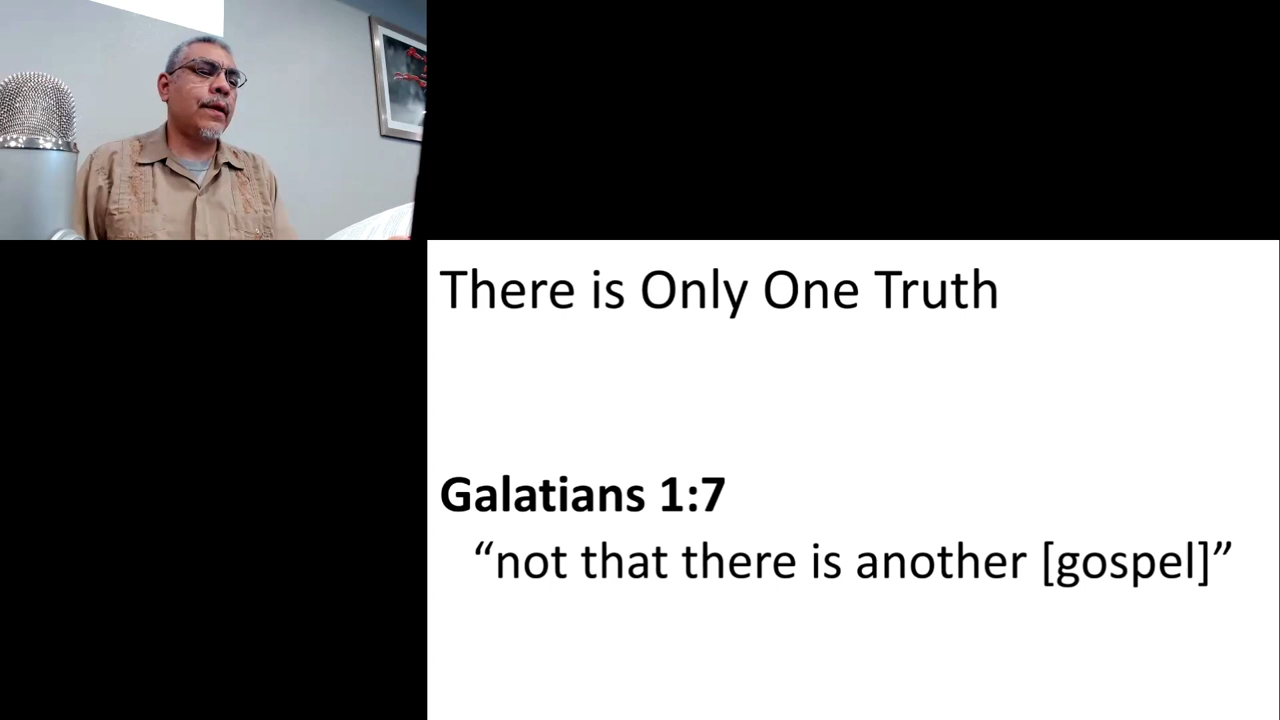 There is Only One Truth
Galatians 1:7
“not that there is another [gospel]”